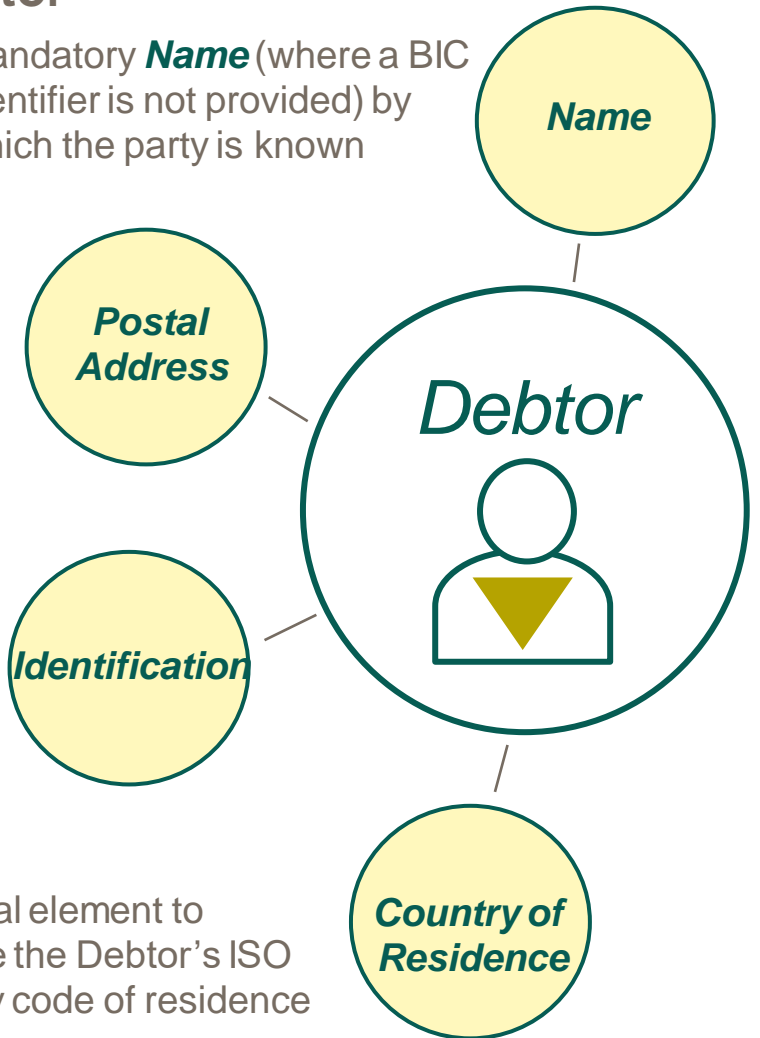 andatory Name (where a BIC
entifier is not provided) by
hich the party is known
Name
Postal
Address
Debtor
Identification
al element to
e the Debtor's ISO
y code of residence
Country of
Residence